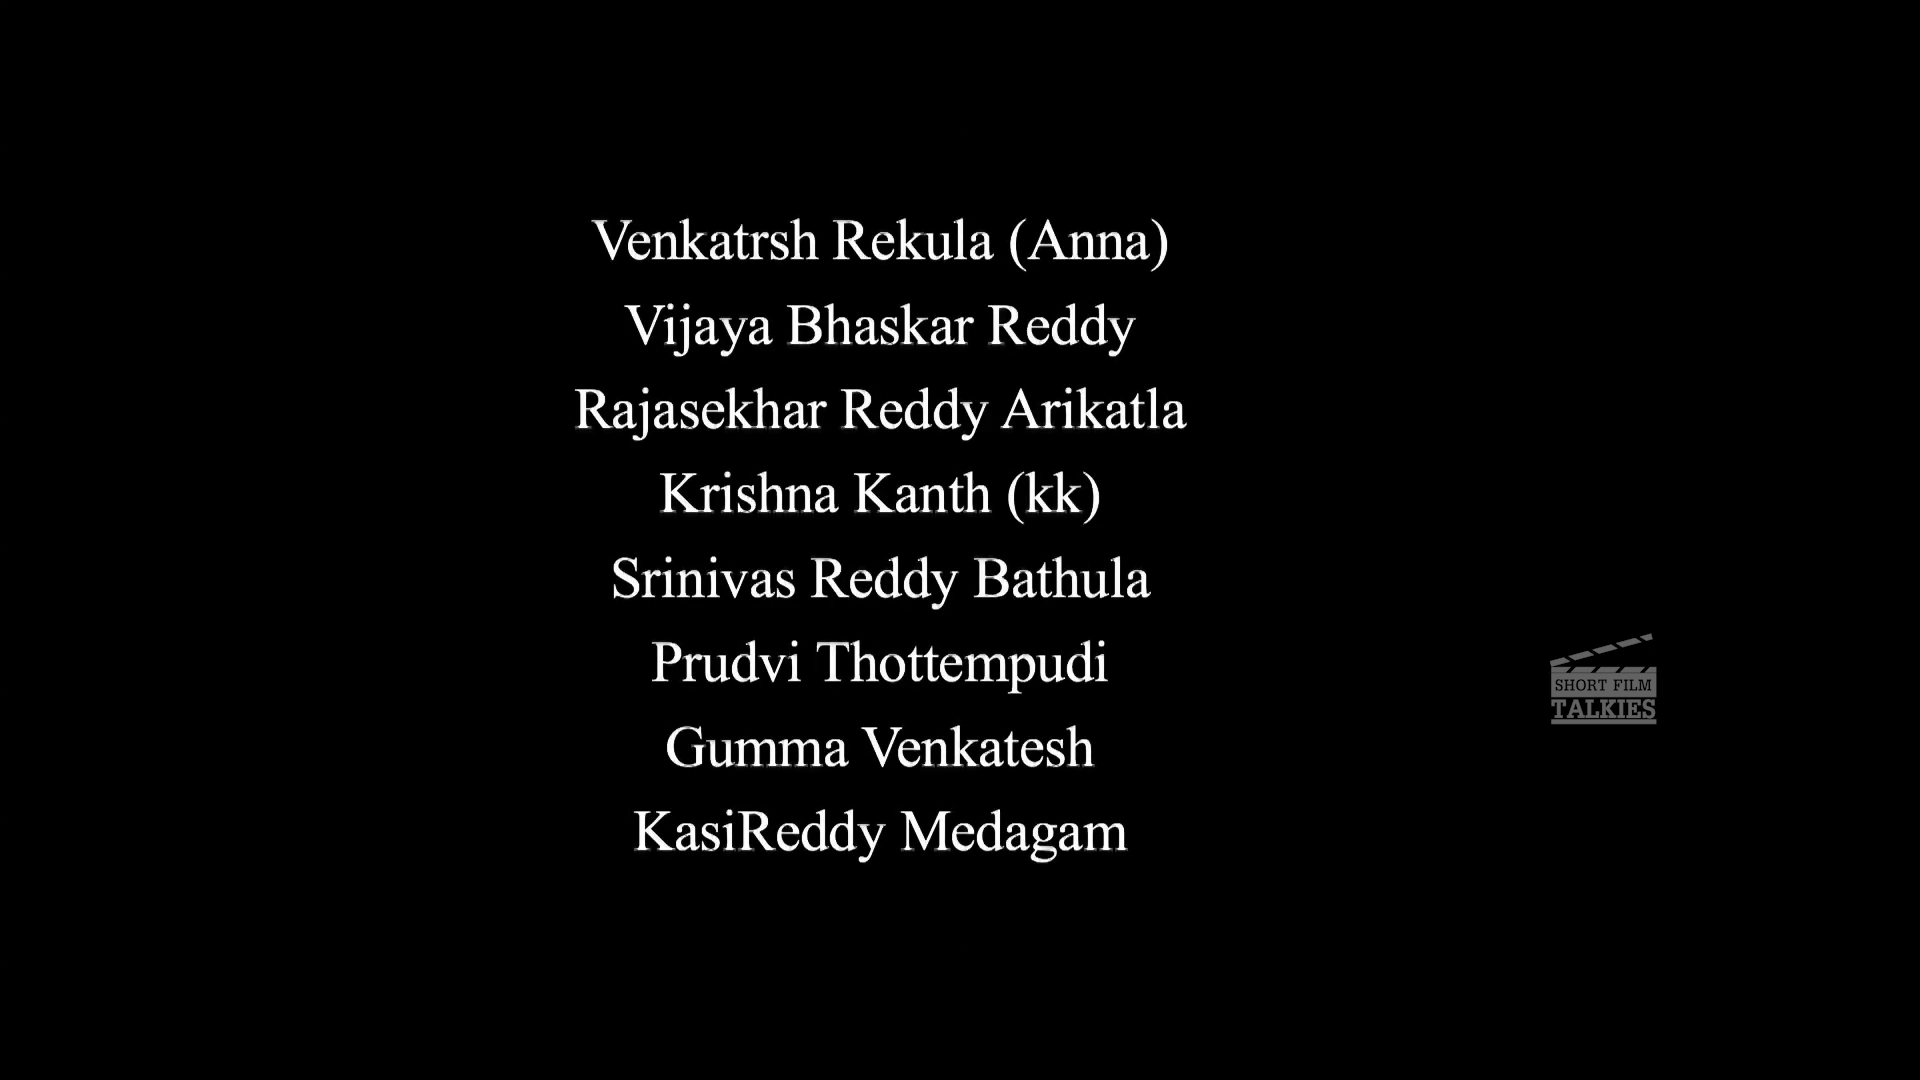 Venkatrsh Rekula (Anna)
Vijaya Bhaskar Reddy
Rajasekhar Reddy Arikatla
Krishna Kanth (kk)
Srinivas Reddy Bathula
Prudvi Thottempudi
Gumma Venkatesh
KasiReddy Medagam
SHORT FILM
TALKIES